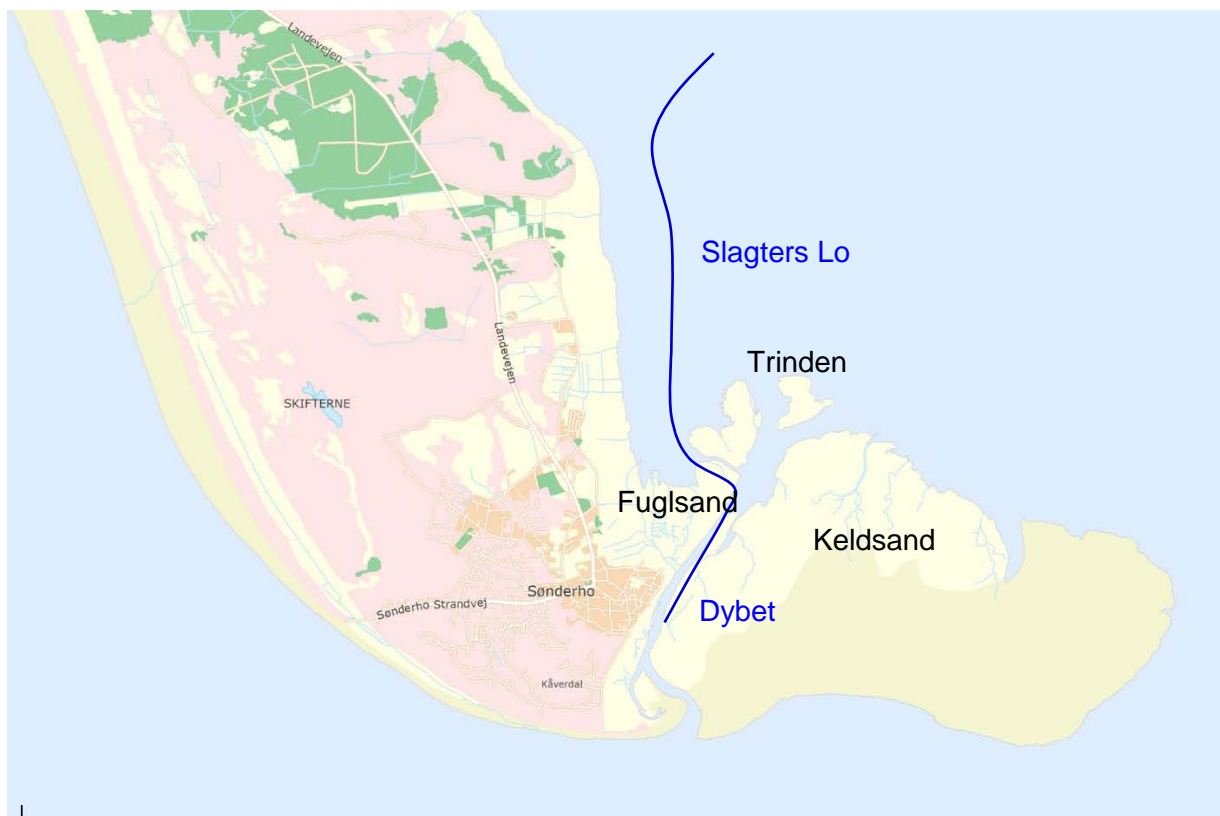 Landevejen
Slagters Lo
Landevejen
Trinden
SKIFTERNE
Fuglsand
Keldsand
Sønderho
Sønderho Strandvej
Dybet
Kåverdal